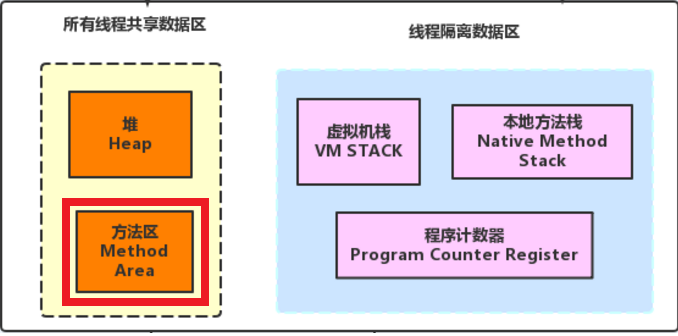 所有线程共享数据区
线程隔离数据区
堆
Heap
方法区
Method
Area
虚拟机栈
VM STACK
本地方法栈
Native Method
Stack
程序计数器
Program Counter Register